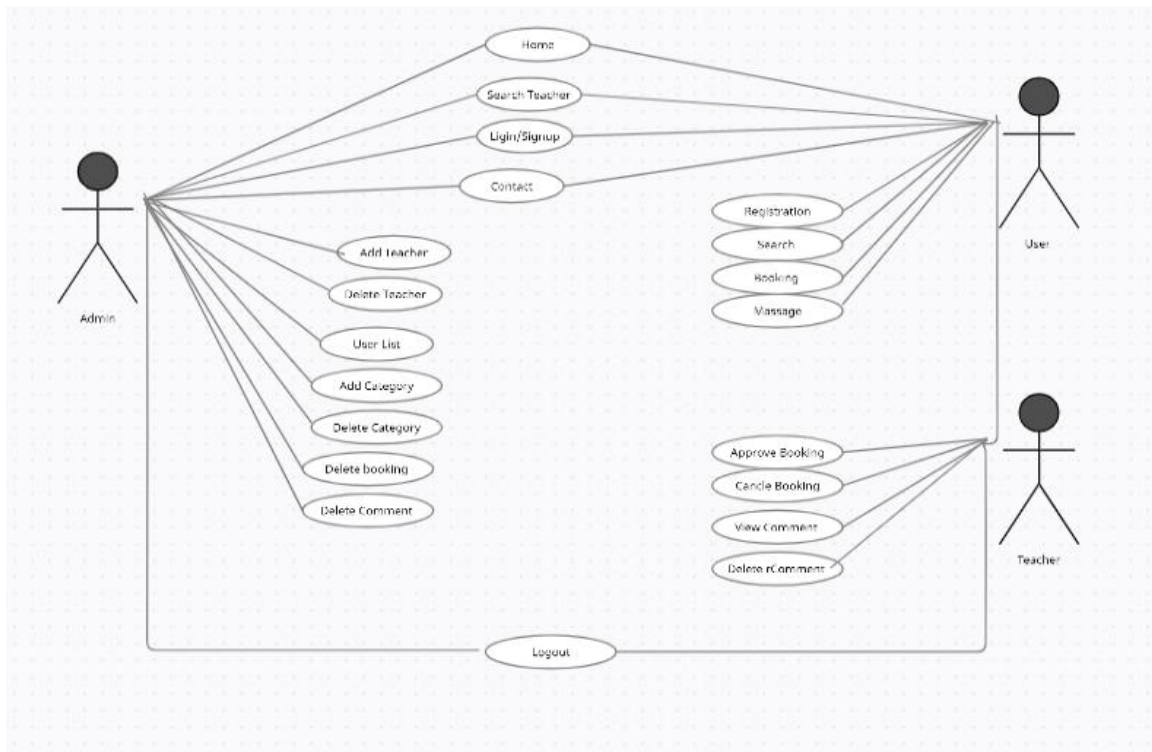 Home
Search Teacher
Ligin/Signup
Contact
Registration
Search
Booking
Massage
User
Admin
Add Teacher
Delete Teacher
User List
Add Category
Delete Category
Delete booking
Delete Comment
Approve Booking
Cancle Booking
View Comment
Delete rComment
Teacher
Logout